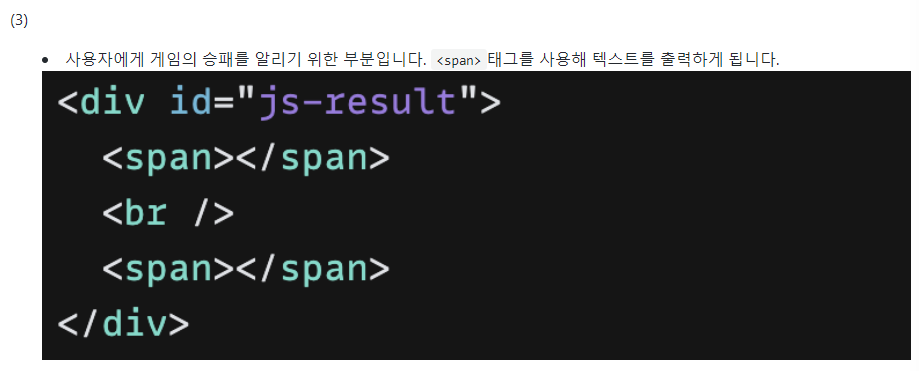 (3)
• 사용자에게 게임의 승패를 알리기 위한 부분입니다. <span> 태그를 사용해 텍스트를 출력하게 됩니다.
<div id="js-result">
<span></span>
<br />
<span></span>
</div>